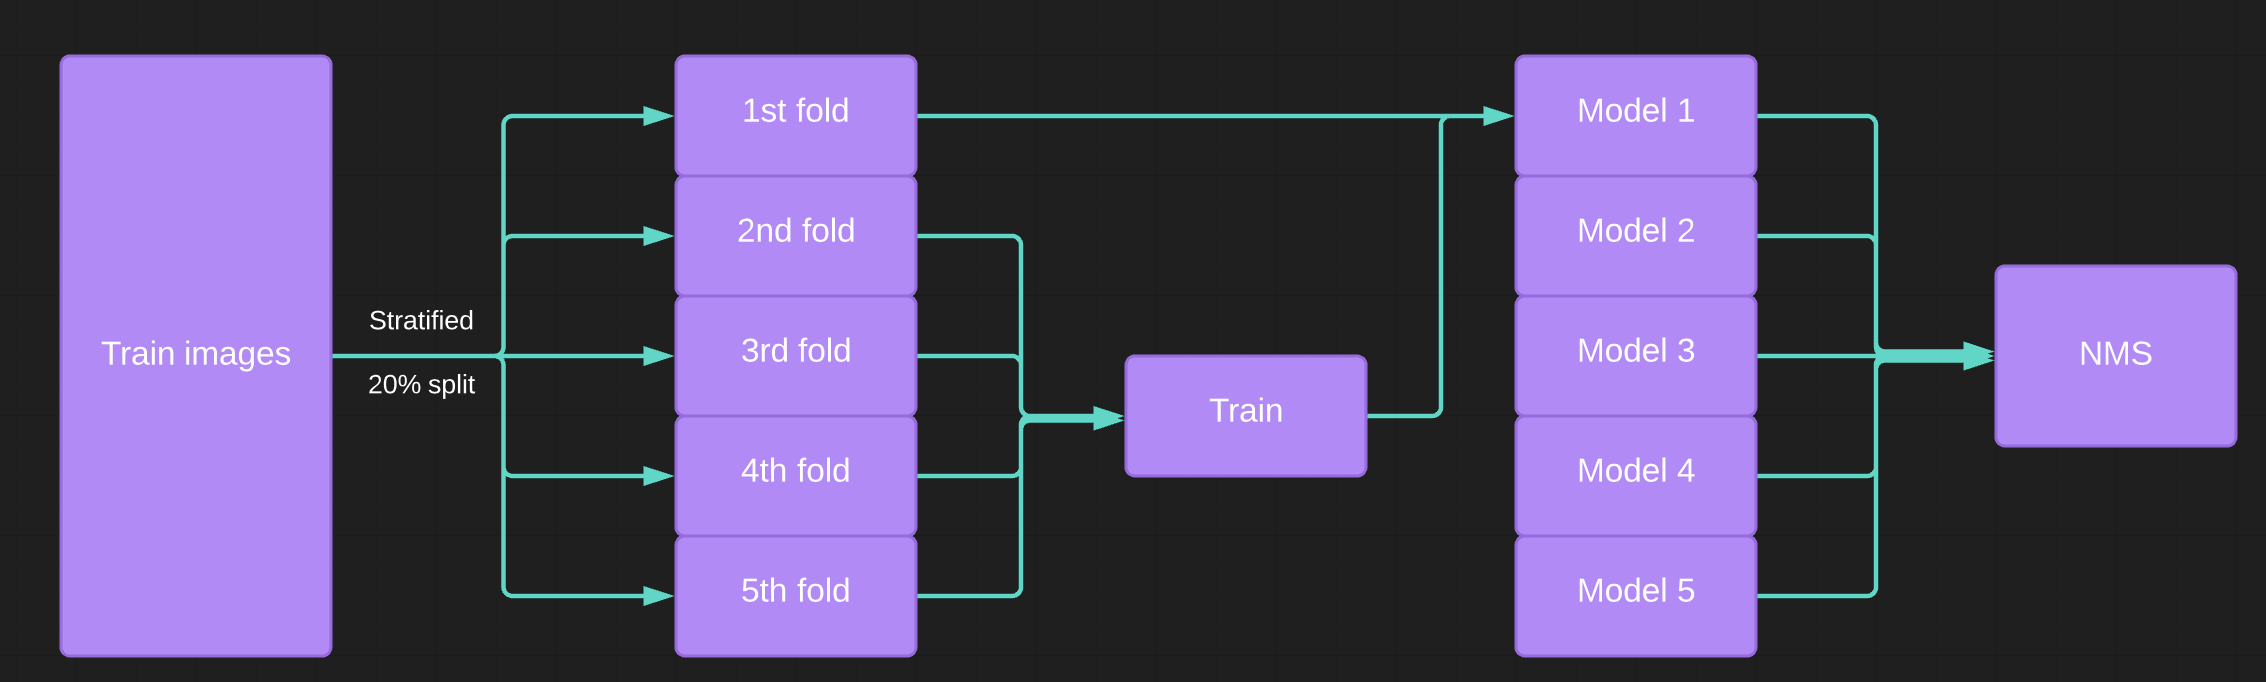 Train images
Stratified
20% split
1st fold
2nd fold
3rd fold
4th fold
5th fold
Train
Model 1
Model 2
Model 3
Model 4
Model 5
NMS